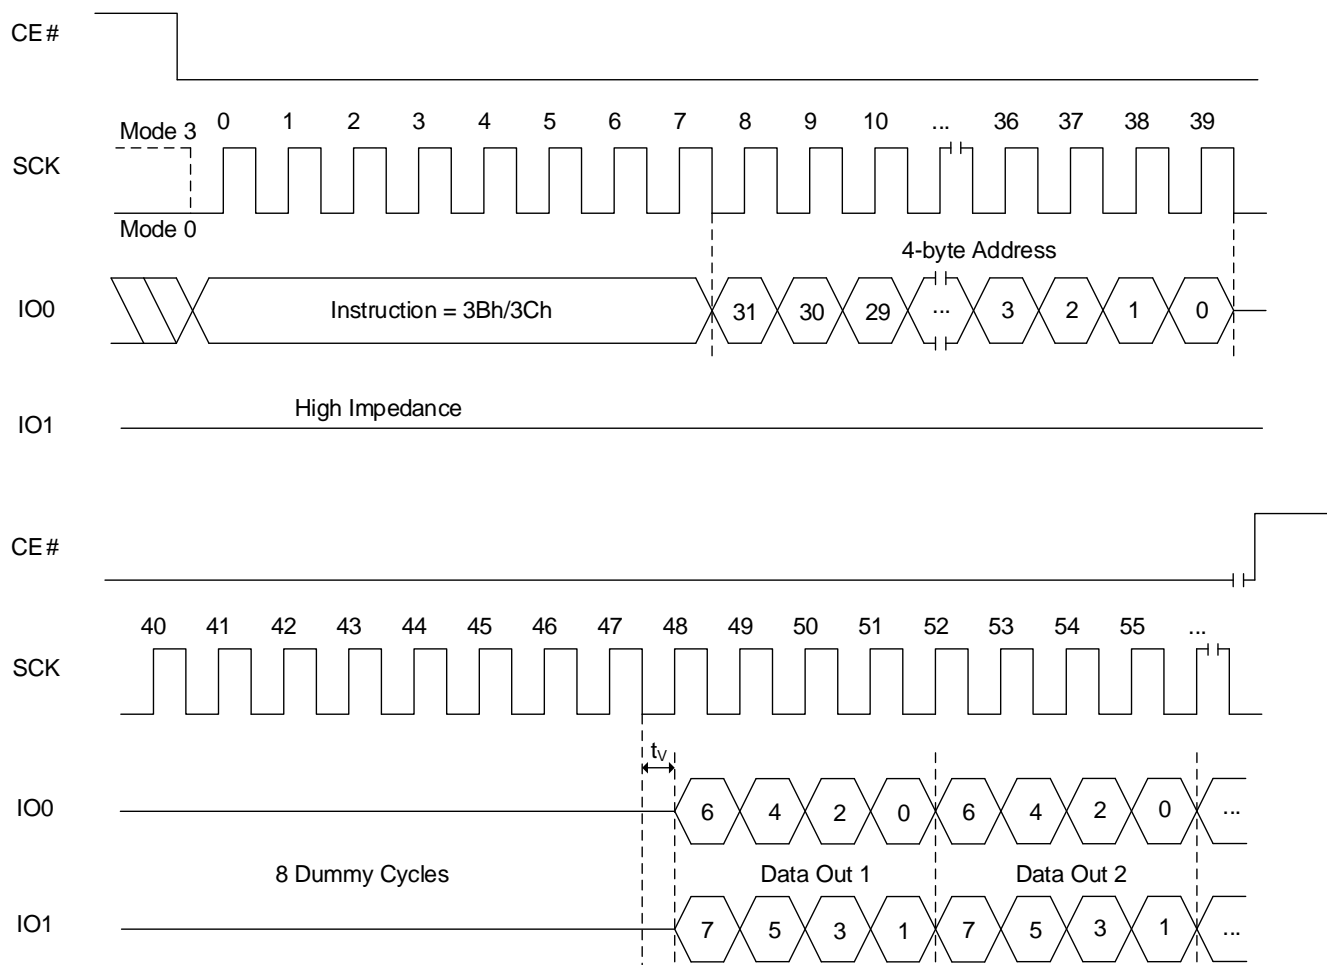 CE#
Mode 3 0 1 2 3 4 5 6 7 8 9 10 ... 36 37 38 39
SCK
Mode 0
4-byte Address
IO0 Instruction = 3Bh/3Ch 31 30 29 ... 3 2 1 0
High Impedance
IO1
CE#
40 41 42 43 44 45 46 47 48 49 50 51 52 53 54 55 ...
SCK
tV
IO0 6 4 2 0 6 4 2 0 ...
8 Dummy Cycles Data Out 1 Data Out 2
IO1 7 5 3 1 7 5 3 1 ...